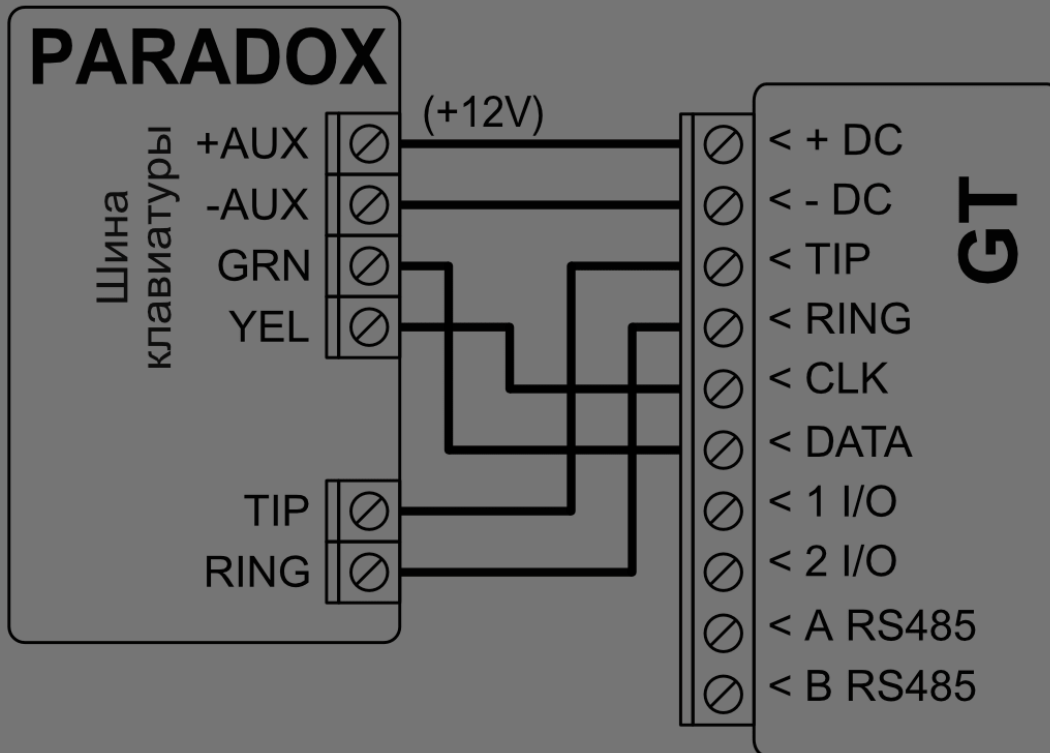 PARADOX
Шина
клавиатуры
+AUX
-AUX
GRN
YEL
TIP
RING
(+12V)
< + DC
< - DC
< TIP
< RING
< CLK
< DATA
< 1 I/O
< 2 I/O
< A RS485
< B RS485
GT